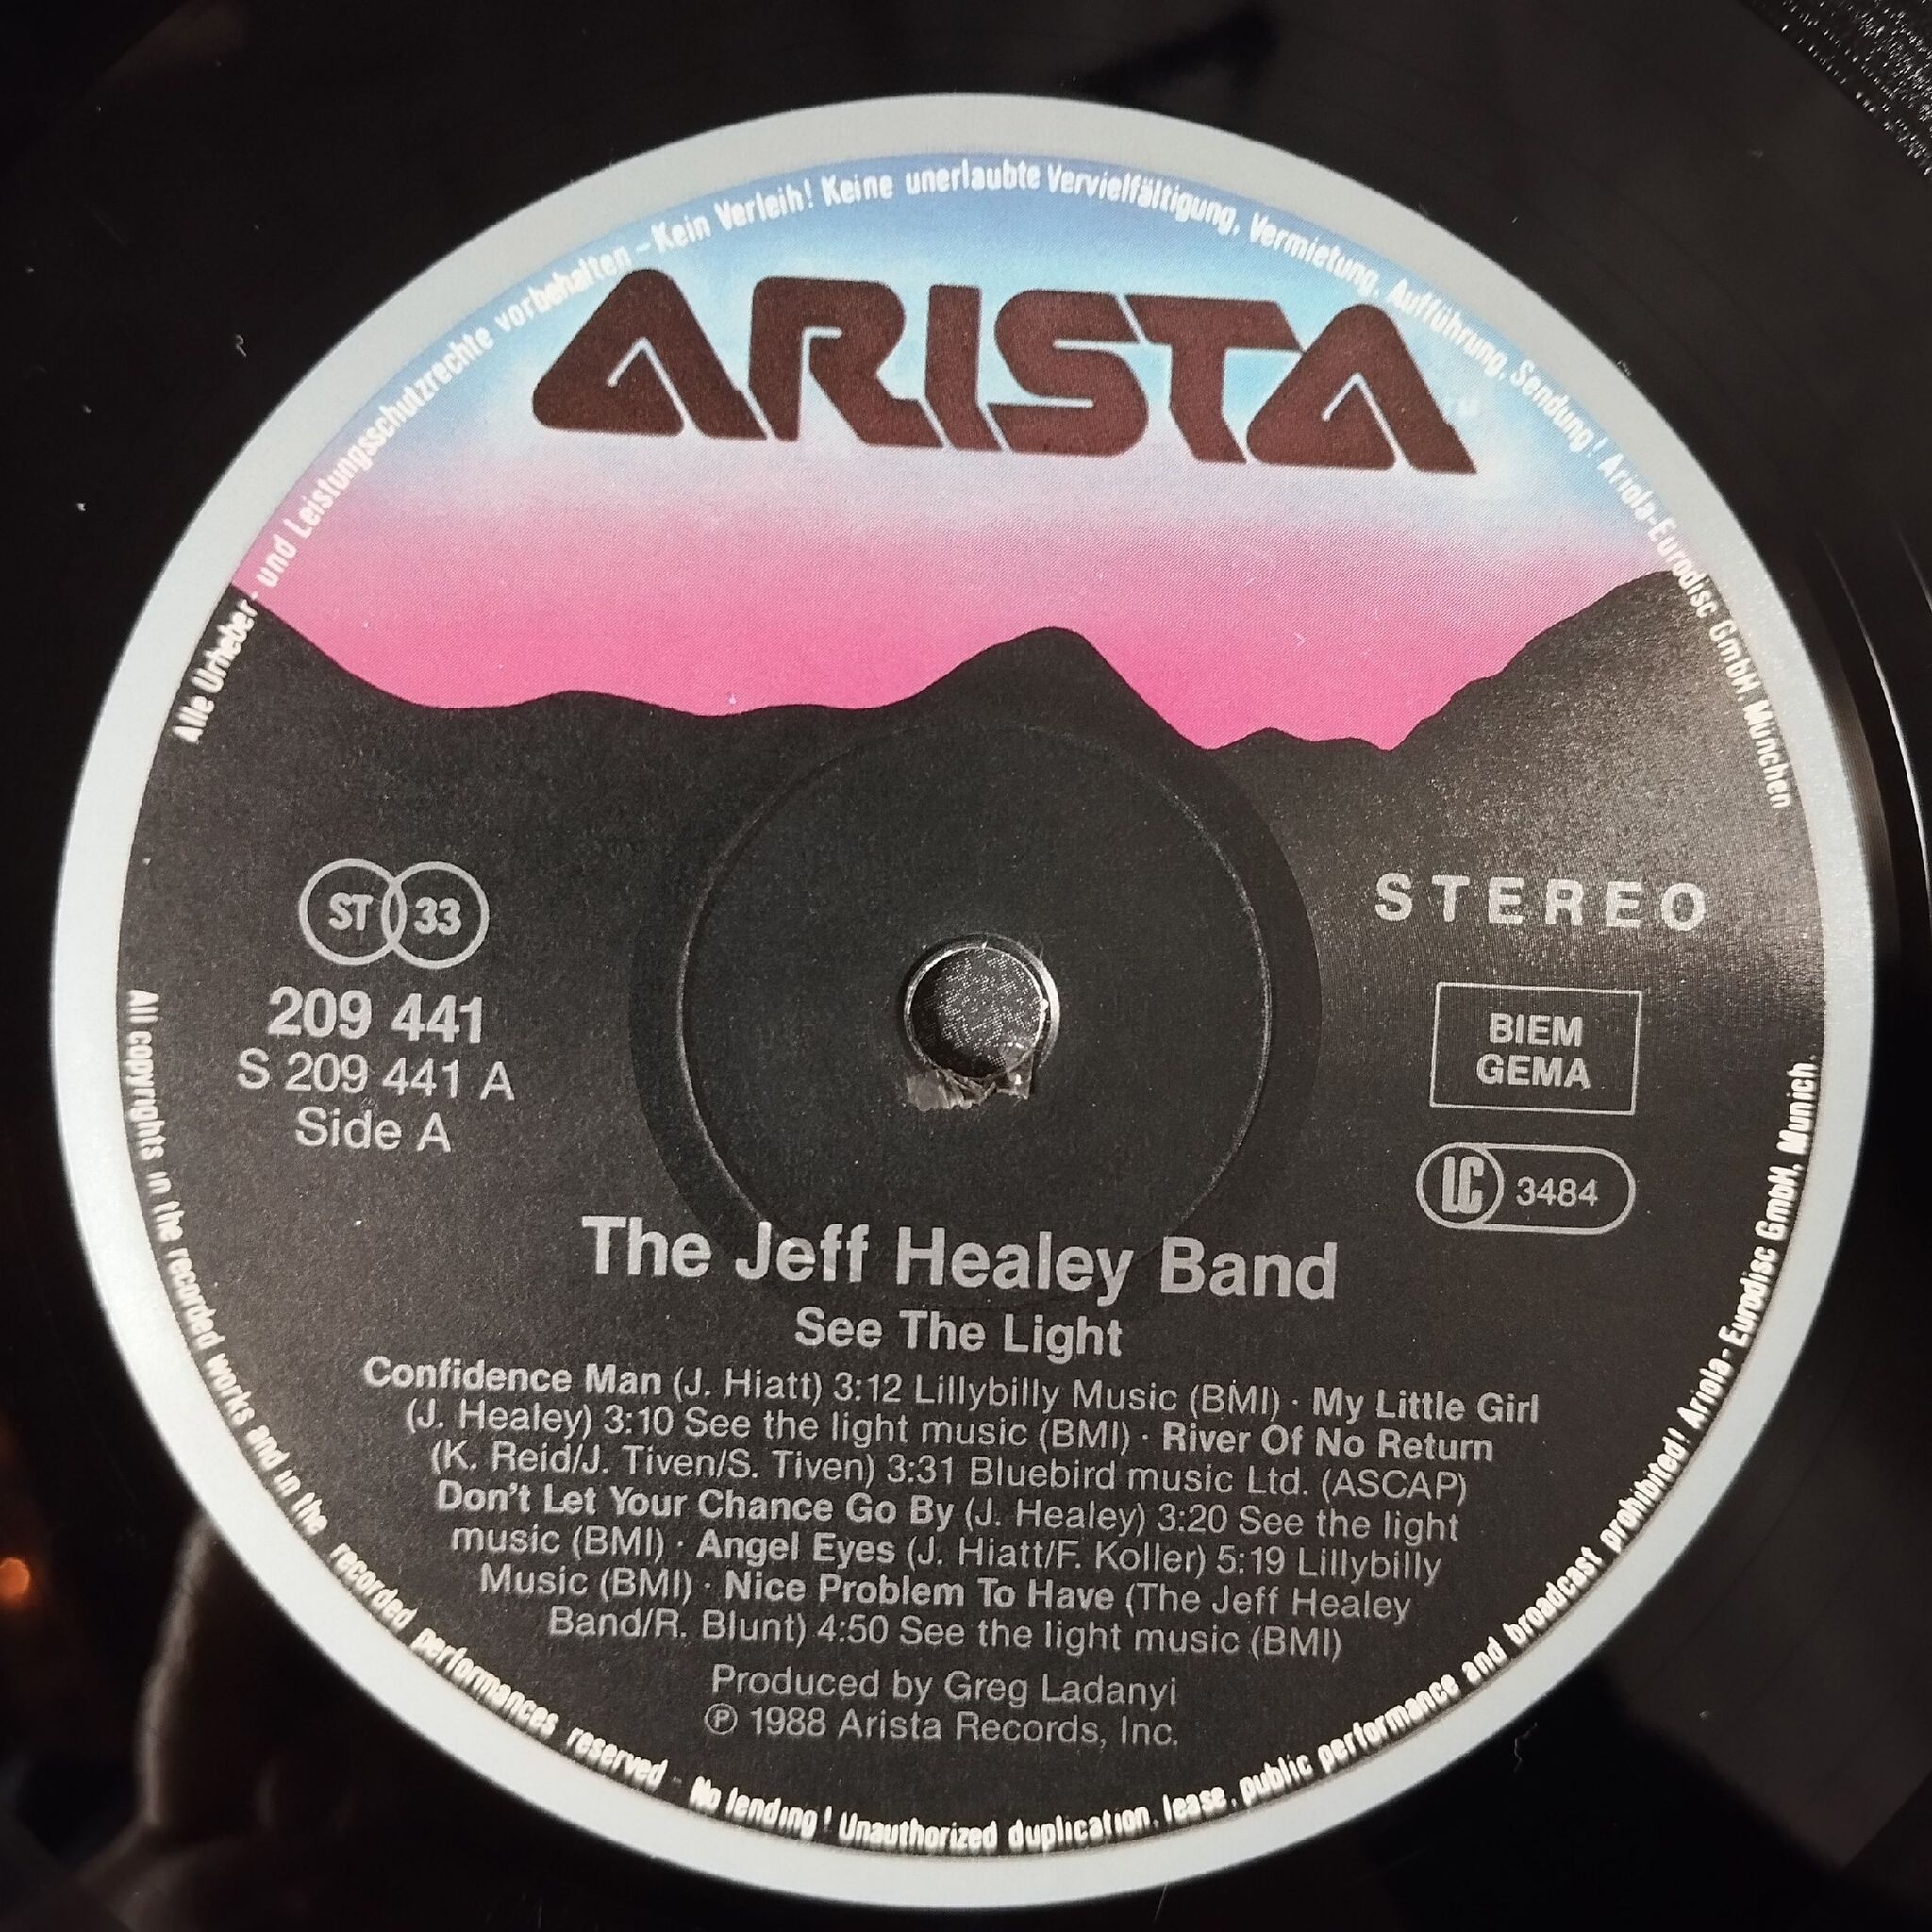 Alle Urheber- und Leistungsschutzrechte vorbehalten – Kein Verleih! Keine unerlaubte Vervielfältigung, Vermietung, Aufführung, Sendung! Ariola-Eurodisc GmbH München
ARISTA
ST 33
STEREO
209 441
S 209 441 A
Side A
BIEM
GEMA
LC 3484
The Jeff Healey Band
See The Light
Confidence Man (J. Hiatt) 3:12 Lillybilly Music (BMI) · My Little Girl
(J. Healey) 3:10 See the light music (BMI) · River Of No Return
(K. Reid/J. Tiven/S. Tiven) 3:31 Bluebird music Ltd. (ASCAP)
Don't Let Your Chance Go By (J. Healey) 3:20 See the light
music (BMI) · Angel Eyes (J. Hiatt/F. Koller) 5:19 Lillybilly
Music (BMI) · Nice Problem To Have (The Jeff Healey
Band/R. Blunt) 4:50 See the light music (BMI)
Produced by Greg Ladanyi
℗ 1988 Arista Records, Inc.
All copyrights in the recorded works and in the recorded performances reserved - No lending! Unauthorized duplication, lease, public performance and broadcast prohibited! Ariola-Eurodisc GmbH, Munich.